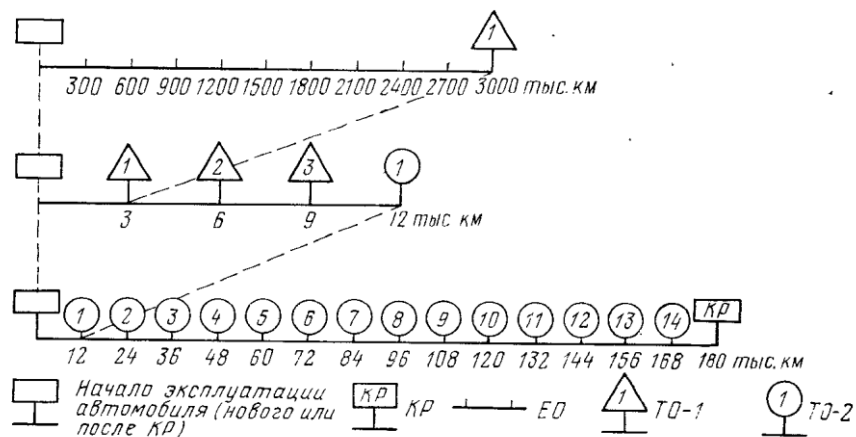 1
300 600 900 1200 1500 1800 2100 2400 2700 3000 тыс. км
1 2 3 1
3 6 9 12 тыс км
1 2 3 4 5 6 7 8 9 10 11 12 13 14 КР
12 24 36 48 60 72 84 96 108 120 132 144 156 168 180 тыс. км
Начало эксплуатации
автомобиля (нового или
после КР)
КР КР ЕО 1 ТО-1 1 ТО-2